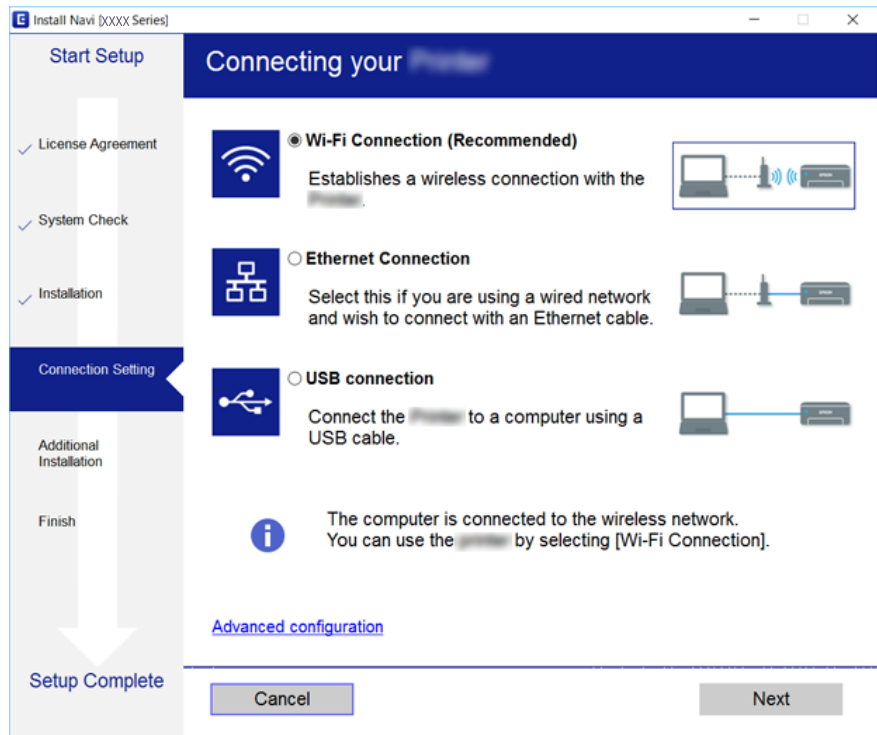 Install Navi [XXXX Series]
Start Setup
License Agreement
System Check
Installation
Connection Setting
Additional
Installation
Finish
Setup Complete
Connecting your
Wi-Fi Connection (Recommended)
Establishes a wireless connection with the
.
Ethernet Connection
Select this if you are using a wired network
and wish to connect with an Ethernet cable.
USB connection
Connect the to a computer using a
USB cable.
The computer is connected to the wireless network.
You can use the by selecting [Wi-Fi Connection].
Advanced configuration
Cancel
Next